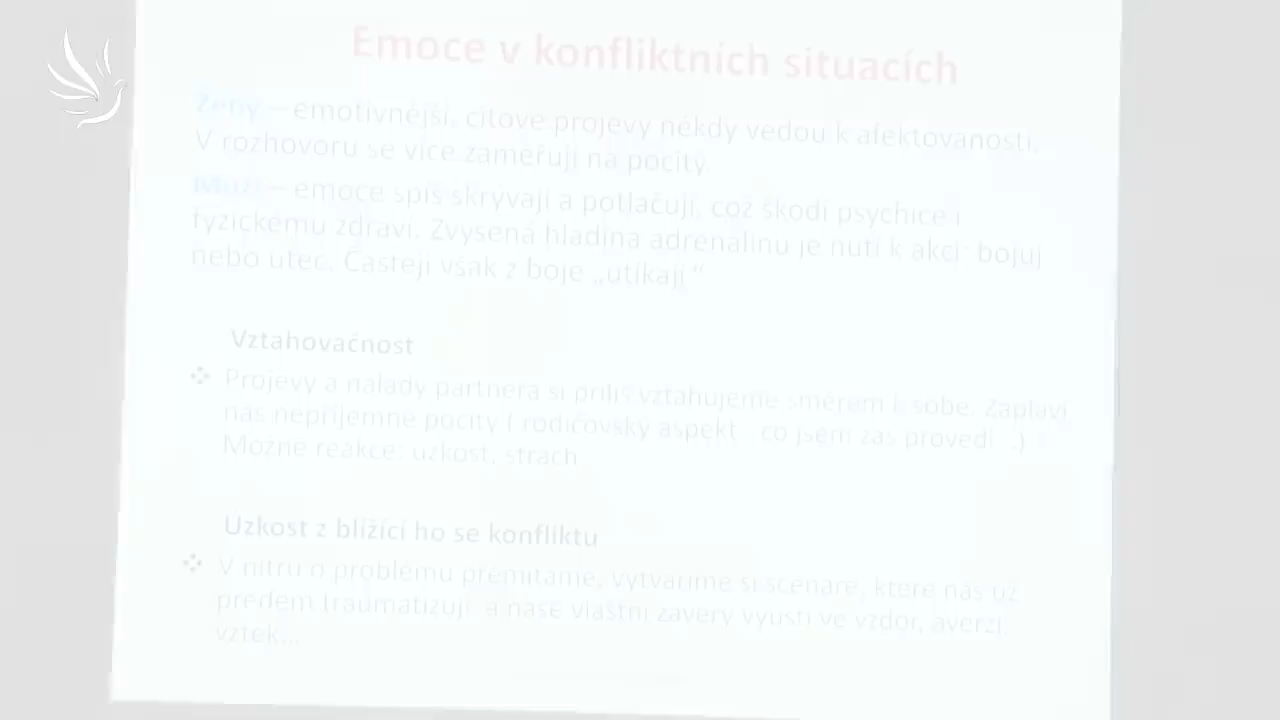 Emoce v konfliktních situacích
Ženy – emotivnější, citové projevy někdy vedou k afektovanosti.
V rozhovoru se více zaměřují na pocity.
Muži – emoce spíš skrývají a potlačují, což škodí psychice i
fyzickému zdraví. Zvýšená hladina adrenalinu je nutí k akci: bojuj
nebo uteč. Častěji však z boje „utíkají“
Vztahovačnost
❖ Projevy a nálady partnera si příliš vztahujeme směrem k sobě. Zaplaví
nás nepříjemné pocity ( rodičovský aspekt co jsem zas provedl ..)
Možné reakce: úzkost, strach
Úzkost z blížící ho se konfliktu
❖ V nitru o problému přemítáme, vytváříme si scénáře, které nás už
předem traumatizují a naše vlastní závěry vyústí ve vzdor, averzi,
vztek...